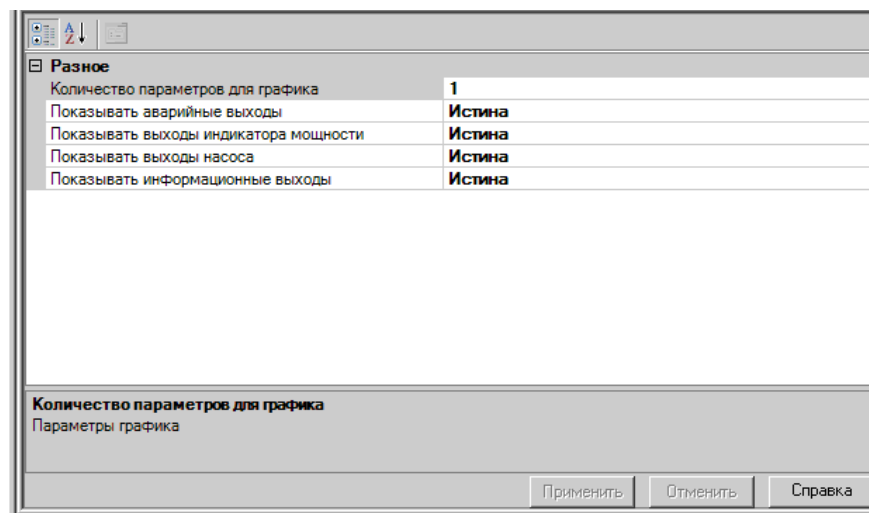 Разное
Количество параметров для графика 1
Показывать аварийные выходы Истина
Показывать выходы индикатора мощности Истина
Показывать выходы насоса Истина
Показывать информационные выходы Истина
Количество параметров для графика
Параметры графика
Применить Отменить Справка